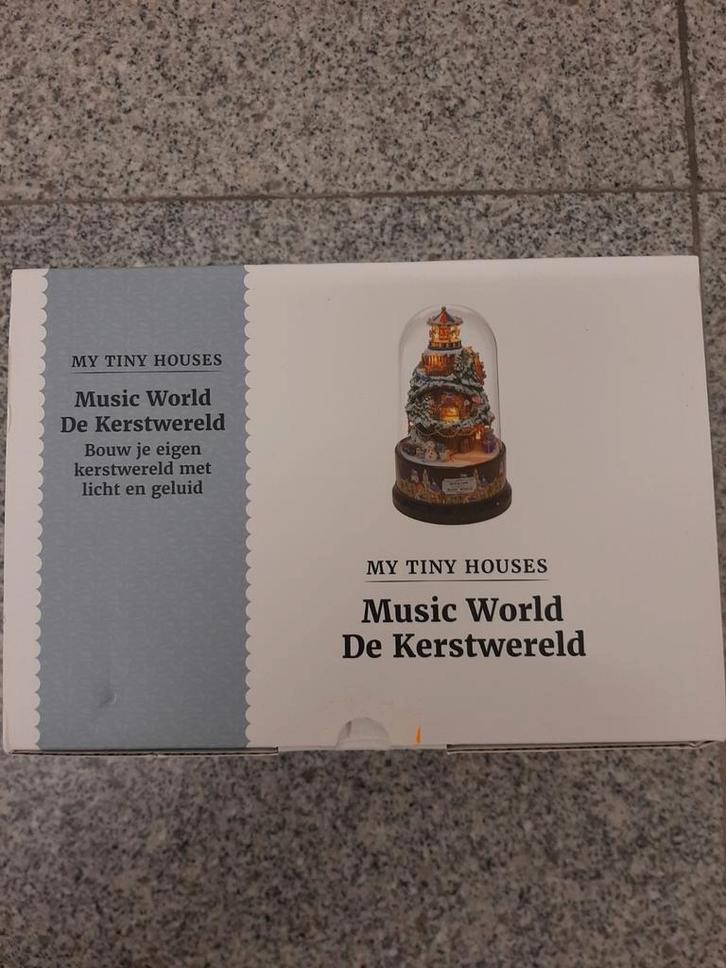 MY TINY HOUSES
Music World
De Kerstwereld
Bouw je eigen
kerstwereld met
licht en geluid
MY TINY HOUSES
Music World
De Kerstwereld